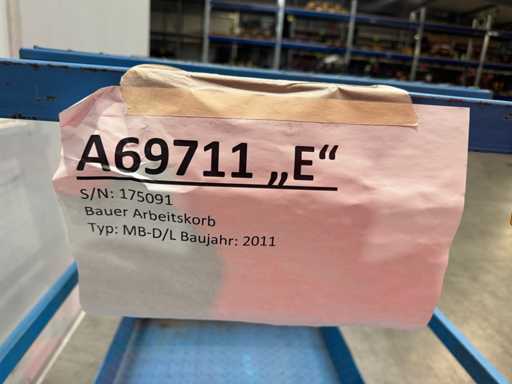 A69711 „E“
S/N: 175091
Bauer Arbeitskorb
Typ: MB-D/L Baujahr: 2011